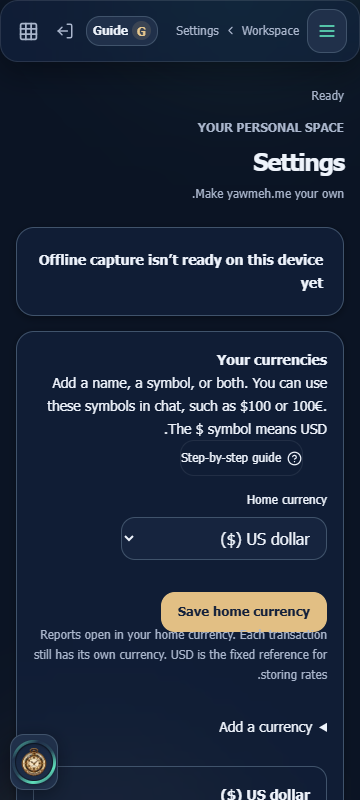 Guide G
Settings < Workspace
Ready
YOUR PERSONAL SPACE
Settings
.Make yawmeh.me your own
Offline capture isn’t ready on this device
yet
Your currencies
Add a name, a symbol, or both. You can use
these symbols in chat, such as $100 or 100€.
.The $ symbol means USD
Step-by-step guide ?
Home currency
($) US dollar
Save home currency
Reports open in your home currency. Each transaction
still has its own currency. USD is the fixed reference for
.storing rates
Add a currency
($) US dollar